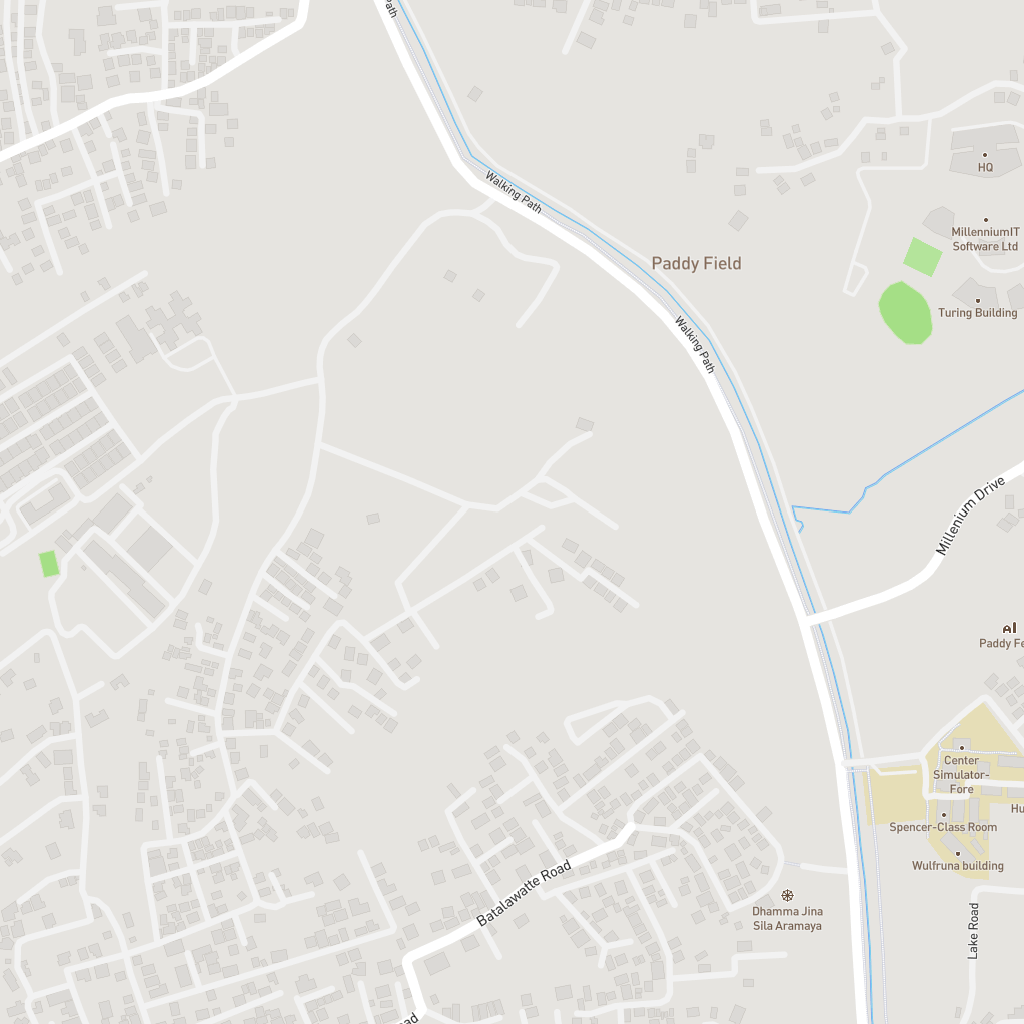 Path
HQ
Walking Path
MillenniumIT
Software Ltd
Paddy Field
Turing Building
Walking Path
Millenium Drive
Paddy Fe
Center
Simulator-
Fore
Hu
Spencer-Class Room
Wulfruna building
Batalawatte Road
Dhamma Jina
Sila Aramaya
Lake Road
oad